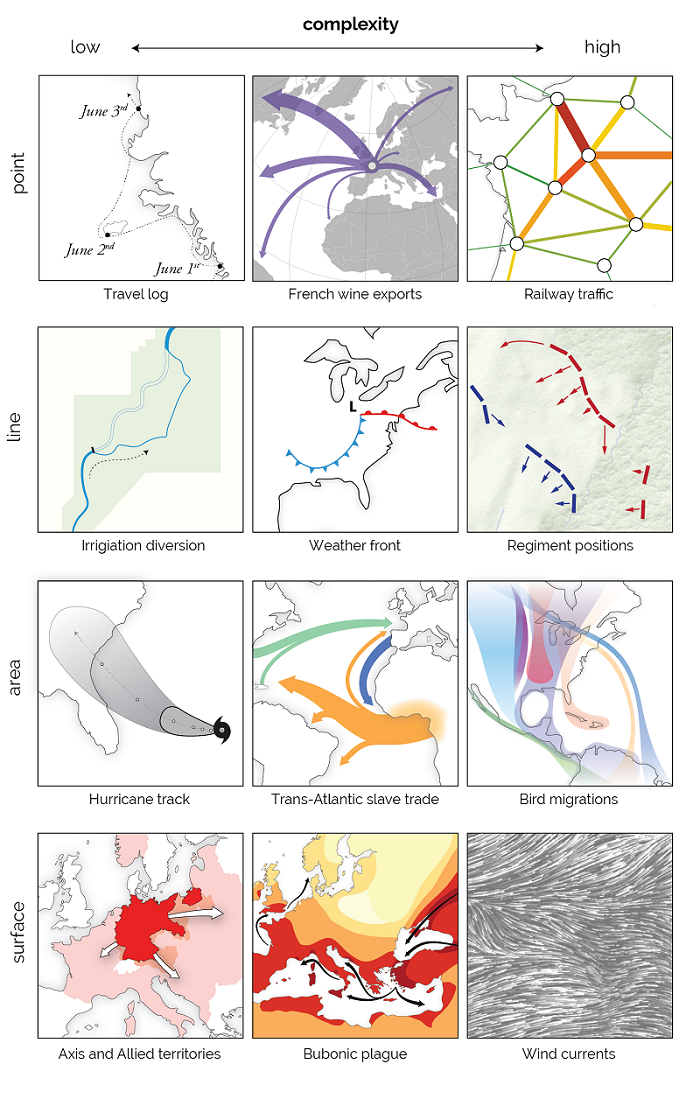 complexity
low high
point
June 3rd
June 2nd
June 1st
Travel log
French wine exports
Railway traffic
line
L
Irrigiation diversion
Weather front
Regiment positions
area
Hurricane track
Trans-Atlantic slave trade
Bird migrations
surface
Axis and Allied territories
Bubonic plague
Wind currents